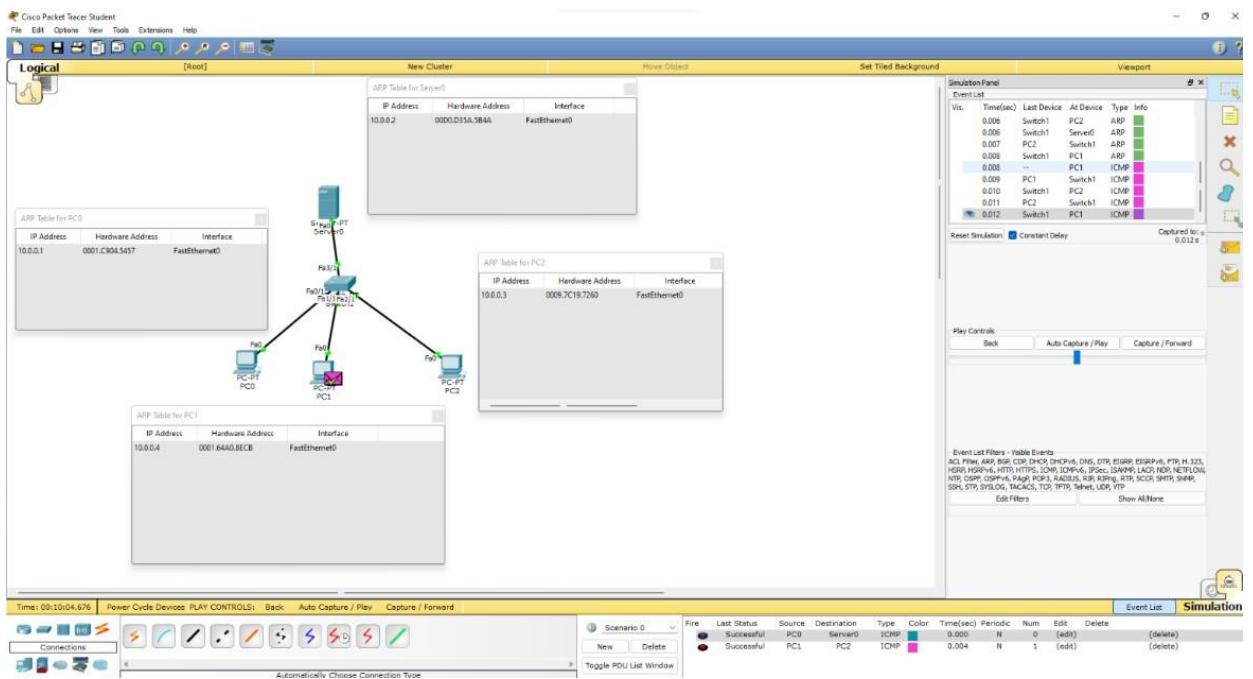 Cisco Packet Tracer Student
File Edit Options View Tools Extensions Help
Logical [Root] New Cluster Move Object Set Tiled Background Viewport
ARP Table for Server0
IP Address Hardware Address Interface
10.0.0.2 00D0.D35A.5B4A FastEthernet0
ARP Table for PC0
IP Address Hardware Address Interface
10.0.0.1 0001.C904.5457 FastEthernet0
Server0
Fa3/1
Fa0
PC-PT
PC0
Fa0
PC-PT
PC1
Fa0
PC-PT
PC2
ARP Table for PC2
IP Address Hardware Address Interface
10.0.0.3 0009.7C19.7260 FastEthernet0
ARP Table for PC1
IP Address Hardware Address Interface
10.0.0.4 0001.64A0.8ECB FastEthernet0
Simulation Panel
Event List
Vis. Time(sec) Last Device At Device Type Info
0.006 Switch1 PC2 ARP
0.006 Switch1 Server0 ARP
0.007 PC2 Switch1 ARP
0.008 Switch1 PC1 ARP
0.008 -- PC1 ICMP
0.009 PC1 Switch1 ICMP
0.010 Switch1 PC2 ICMP
0.011 PC2 Switch1 ICMP
0.012 Switch1 PC1 ICMP
Reset Simulation Constant Delay Captured to:
0.012 s
Play Controls
Back Auto Capture / Play Capture / Forward
Event List Filters - Visible Events
ACL Filter, ARP, BGP, CDP, DHCP, DHCPv6, DNS, DTP, EIGRP, EIGRPv6, FTP, H.323,
HSRP, HSRPv6, HTTP, HTTPS, ICMP, ICMPv6, IPSec, ISAKMP, LACP, NDP, NETFLOW,
NTP, OSPF, OSPFv6, PAgP, POP3, RADIUS, RIP, RIPng, RTP, SCCP, SMTP, SNMP,
SSH, STP, SYSLOG, TACACS, TCP, TFTP, Telnet, UDP, VTP
Edit Filters Show All/None
Time: 00:10:04.676 Power Cycle Devices PLAY CONTROLS: Back Auto Capture / Play Capture / Forward Event List Simulation
Connections
Automatically Choose Connection Type
Scenario 0
New Delete
Toggle PDU List Window
Fire Last Status Source Destination Type Color Time(sec) Periodic Num Edit Delete
Successful PC0 Server0 ICMP 0.000 N 0 (edit) (delete)
Successful PC1 PC2 ICMP 0.004 N 1 (edit) (delete)